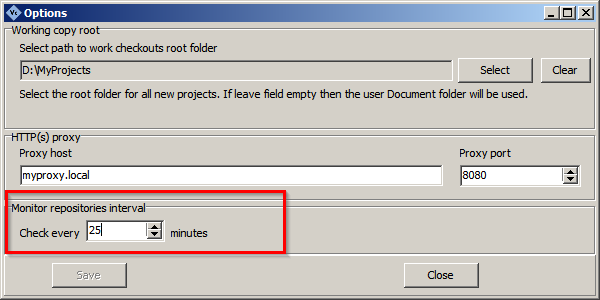 Vc Options
Working copy root
Select path to work checkouts root folder
D:\MyProjects Select Clear
Select the root folder for all new projects. If leave field empty then the user Document folder will be used.
HTTP(s) proxy
Proxy host Proxy port
myproxy.local 8080
Monitor repositories interval
Check every 25 minutes
Save Close